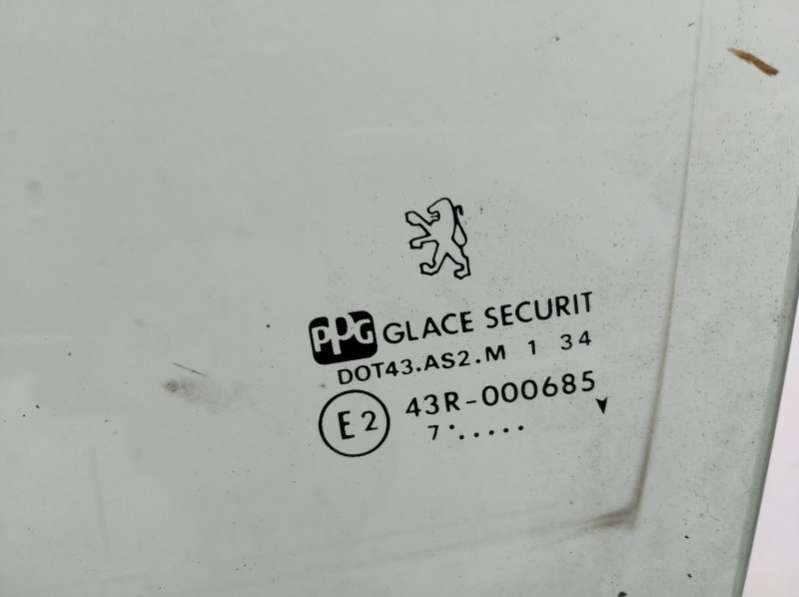 PPG GLACE SECURIT
DOT43.AS2.M 1 34
E2 43R-000685
7 ......